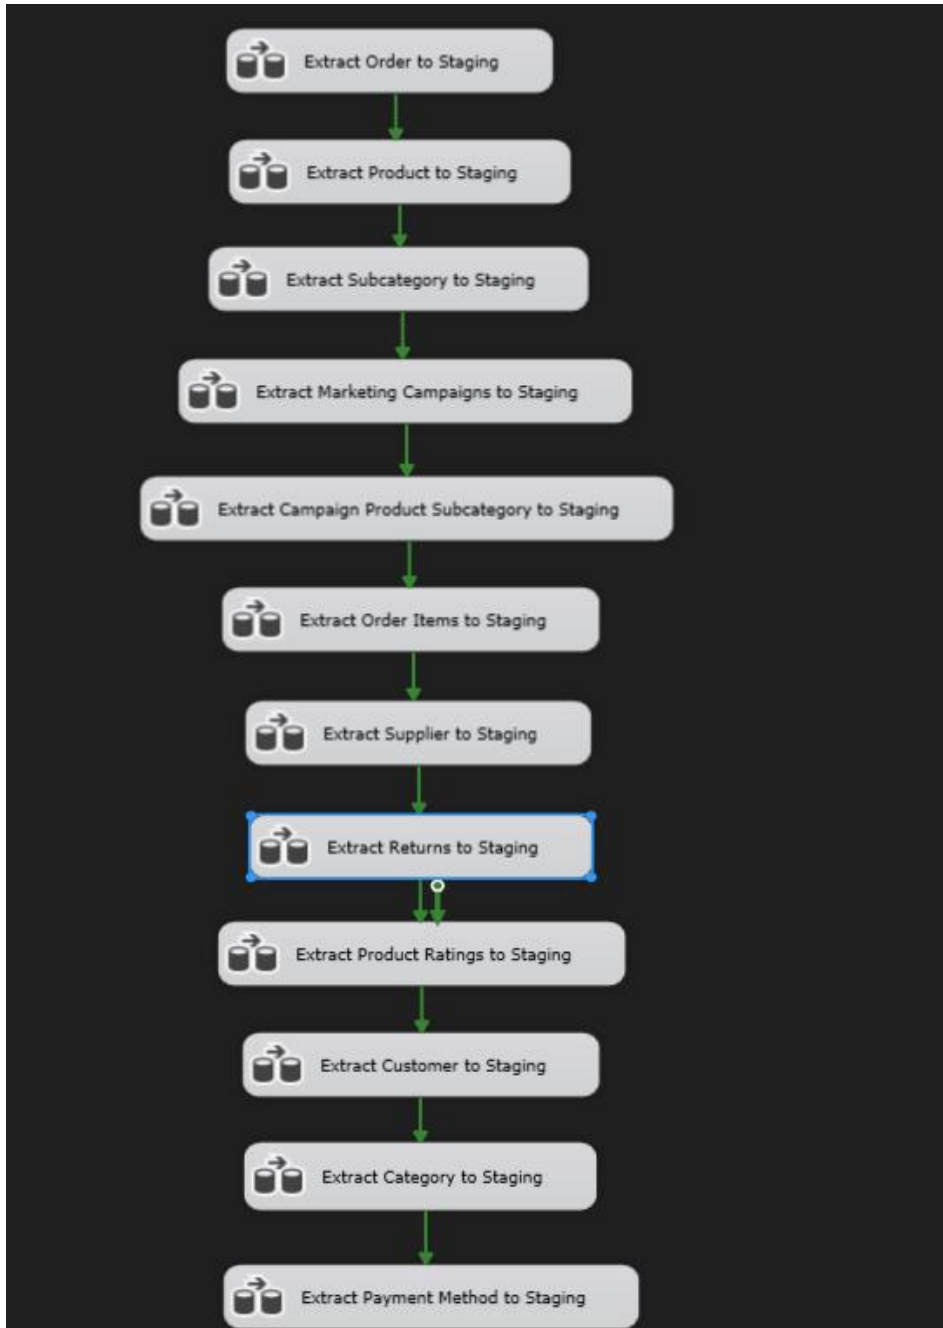 Extract Order to Staging
Extract Product to Staging
Extract Subcategory to Staging
Extract Marketing Campaigns to Staging
Extract Campaign Product Subcategory to Staging
Extract Order Items to Staging
Extract Supplier to Staging
Extract Returns to Staging
Extract Product Ratings to Staging
Extract Customer to Staging
Extract Category to Staging
Extract Payment Method to Staging